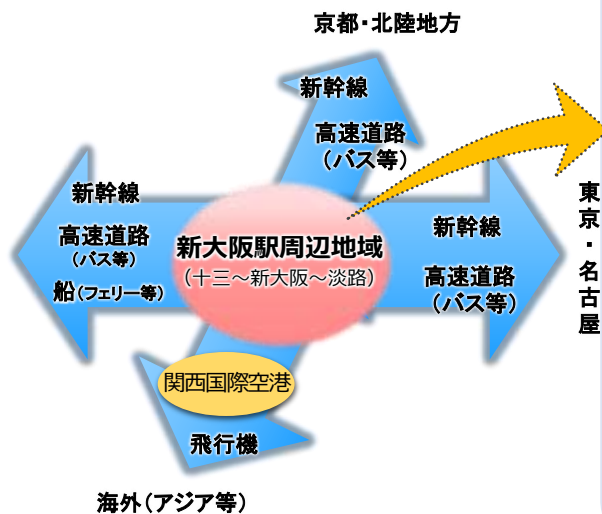 京都・北陸地方
新幹線
高速道路
（バス等）
新幹線
高速道路
（バス等）
船（フェリー等）
新大阪駅周辺地域
（十三～新大阪～淡路）
新幹線
高速道路
（バス等）
東京・名古屋
関西国際空港
飛行機
海外（アジア等）